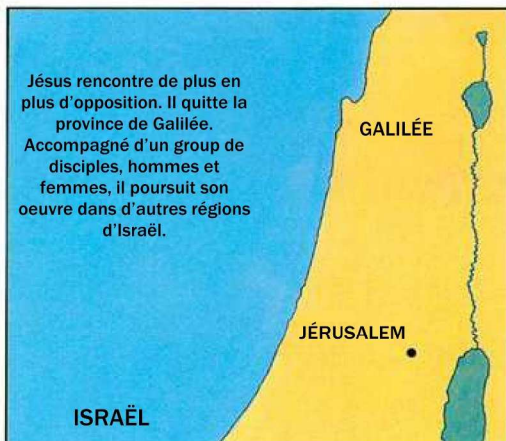 Jésus rencontre de plus en
plus d'opposition. Il quitte la
province de Galilée.
Accompagné d'un group de
disciples, hommes et
femmes, il poursuit son
oeuvre dans d'autres régions
d'Israël.
GALILÉE
JÉRUSALEM
ISRAËL